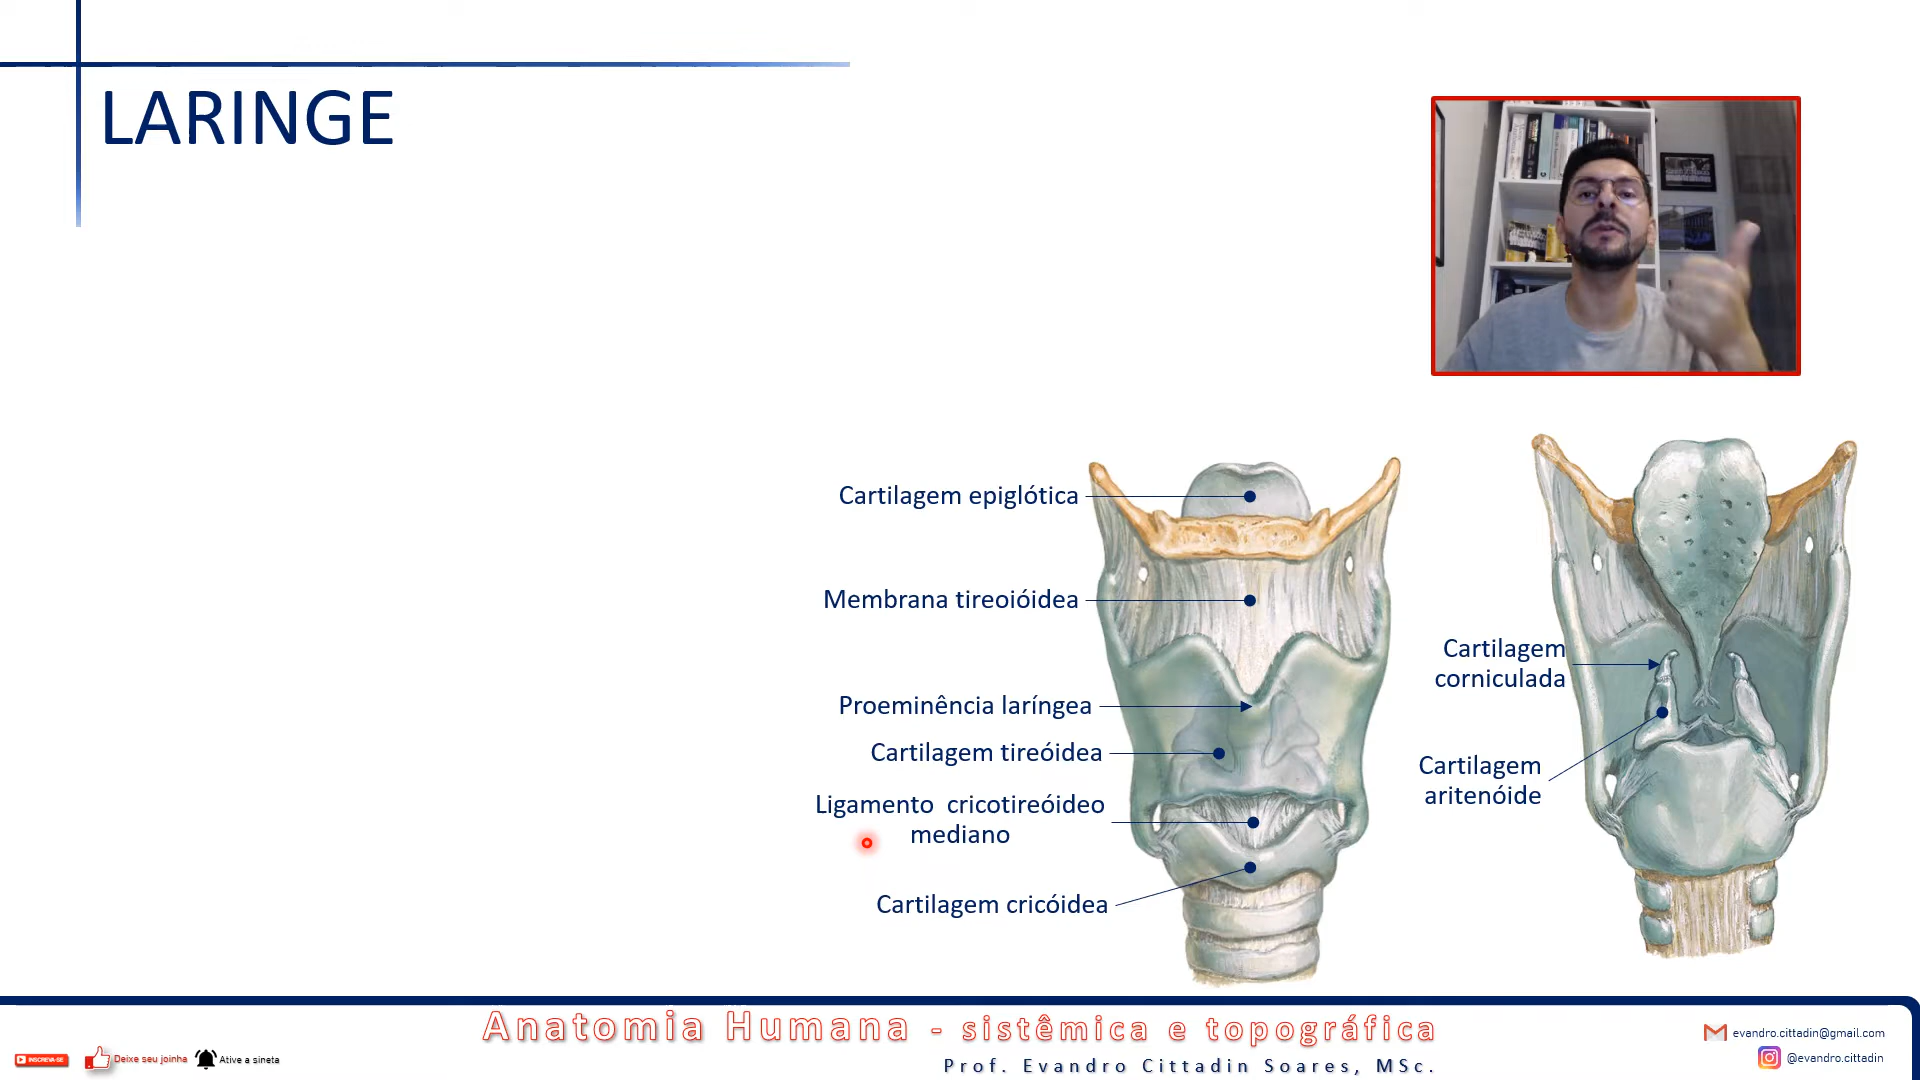 LARINGE
Cartilagem epiglótica
Membrana tireoióidea
Proeminência laríngea
Cartilagem tireóidea
Ligamento cricotireóideo
mediano
Cartilagem cricóidea
Cartilagem
corniculada
Cartilagem
aritenóide
Anatomia Humana - sistêmica e topográfica
Prof. Evandro Cittadin Soares, MSc.
INSCREVA-SE
Deixe seu joinha
Ative a sineta
evandro.cittadin@gmail.com
@evandro.cittadin